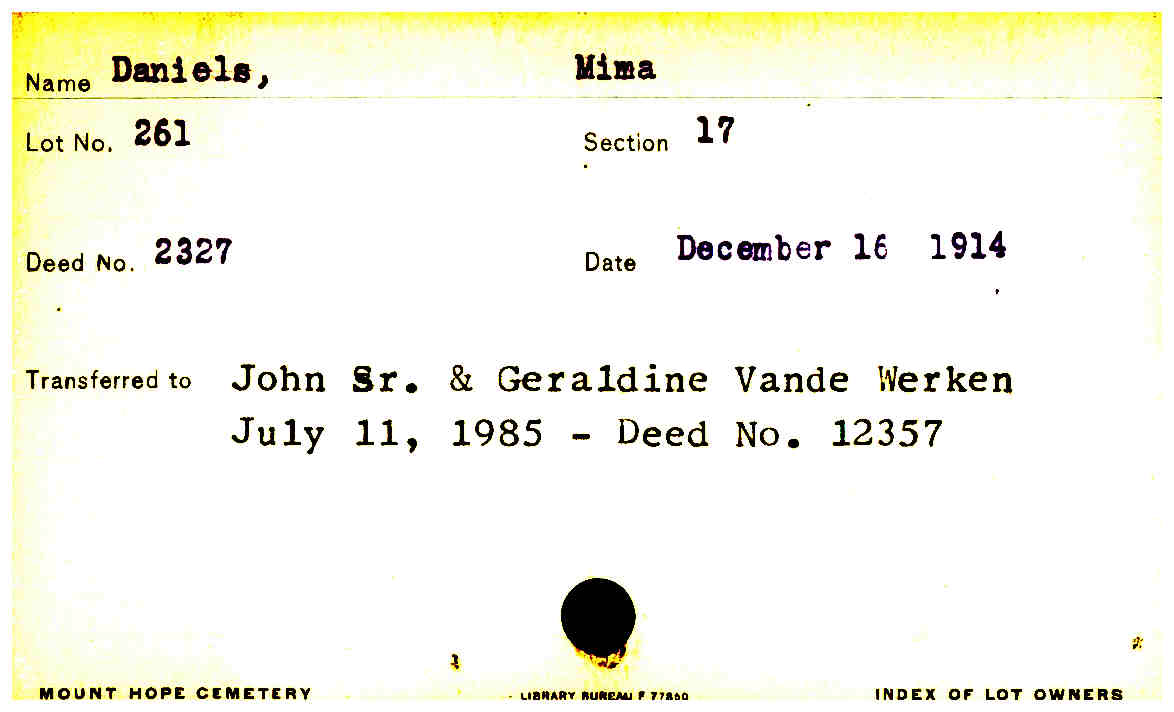 Name Daniels, Mima
Lot No. 261 Section 17
Deed No. 2327 Date December 16 1914
Transferred to John Sr. & Geraldine Vande Werken
July 11, 1985 - Deed No. 12357
MOUNT HOPE CEMETERY LIBRARY BUREAU F 77860 INDEX OF LOT OWNERS